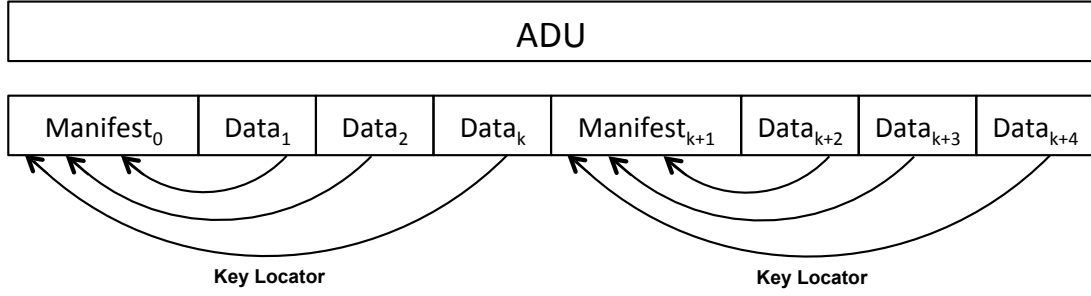 ADU
Manifest₀ Data₁ Data₂ Dataₖ Manifestₖ₊₁ Dataₖ₊₂ Dataₖ₊₃ Dataₖ₊₄
Key Locator Key Locator